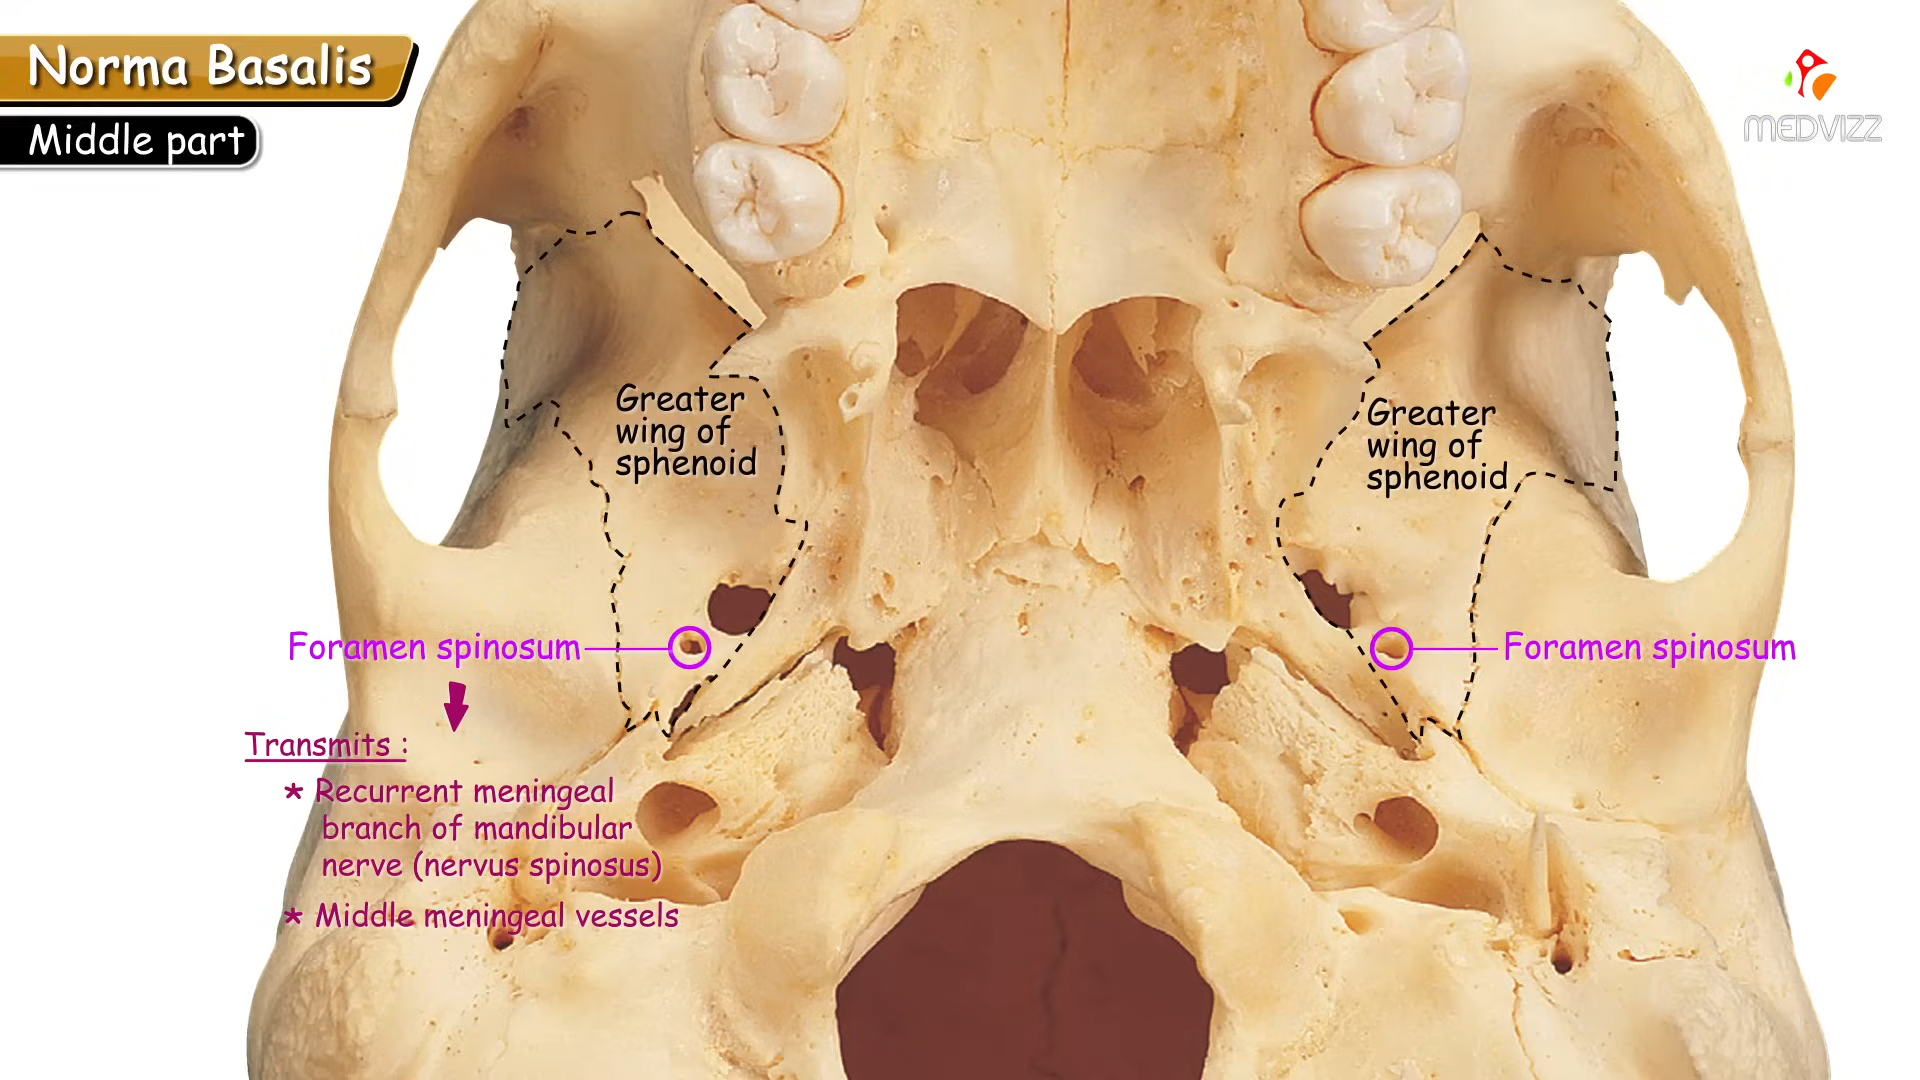 Norma Basalis
Middle part
MEDVIZZ
Greater
wing of
sphenoid
Greater
wing of
sphenoid
Foramen spinosum
Foramen spinosum
Transmits :
* Recurrent meningeal
branch of mandibular
nerve (nervus spinosus)
* Middle meningeal vessels